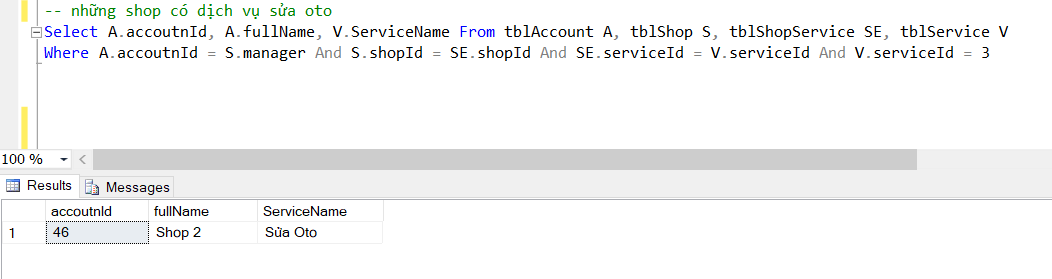 -- những shop có dịch vụ sửa oto
Select A.accoutnId, A.fullName, V.ServiceName From tblAccount A, tblShop S, tblShopService SE, tblService V
Where A.accoutnId = S.manager And S.shopId = SE.shopId And SE.serviceId = V.serviceId And V.serviceId = 3
100 %
Results Messages
accoutnId fullName ServiceName
1 46 Shop 2 Sửa Oto